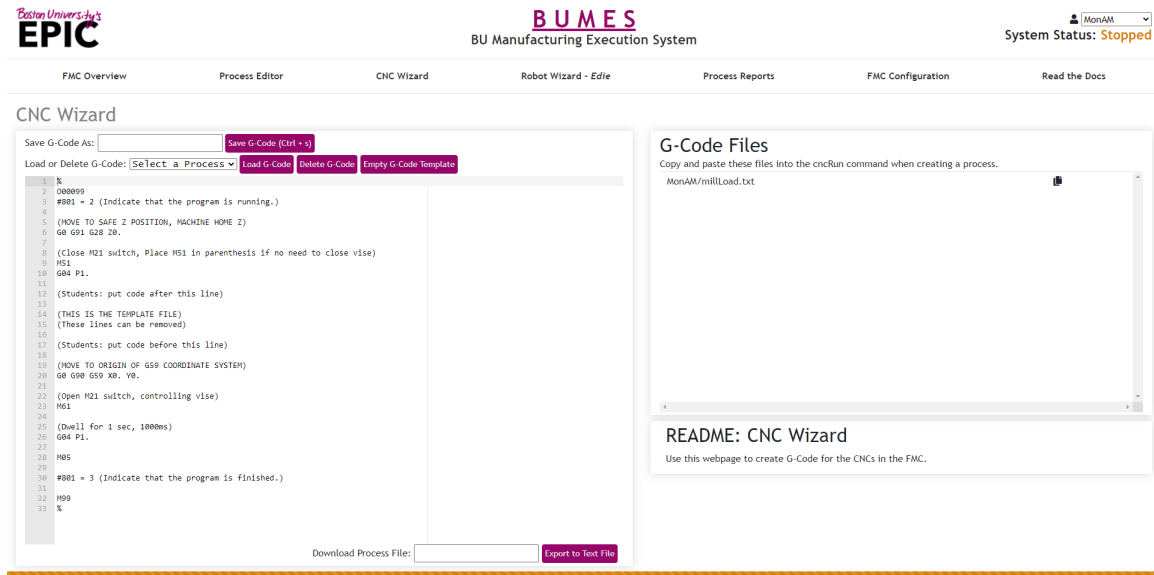 Boston University's
EPIC
BUMES
BU Manufacturing Execution System
MonAM
System Status: Stopped
FMC Overview Process Editor CNC Wizard Robot Wizard - Edie Process Reports FMC Configuration Read the Docs
CNC Wizard
Save G-Code As: Save G-Code (Ctrl + s)
Load or Delete G-Code: Select a Process Load G-Code Delete G-Code Empty G-Code Template
1 %
2 O00099
3 #801 = 2 (Indicate that the program is running.)
4
5 (MOVE TO SAFE Z POSITION, MACHINE HOME Z)
6 G0 G91 G28 Z0.
7
8 (Close M21 switch, Place M51 in parenthesis if no need to close vise)
9 M51
10 G04 P1.
11
12 (Students: put code after this line)
13
14 (THIS IS THE TEMPLATE FILE)
15 (These lines can be removed)
16
17 (Students: put code before this line)
18
19 (MOVE TO ORIGIN OF G59 COORDINATE SYSTEM)
20 G0 G90 G59 X0. Y0.
21
22 (Open M21 switch, controlling vise)
23 M61
24
25 (Dwell for 1 sec, 1000ms)
26 G04 P1.
27
28 M05
29
30 #801 = 3 (Indicate that the program is finished.)
31
32 M99
33 %
Download Process File: Export to Text File
G-Code Files
Copy and paste these files into the cncRun command when creating a process.
MonAM/millLoad.txt
README: CNC Wizard
Use this webpage to create G-Code for the CNCs in the FMC.